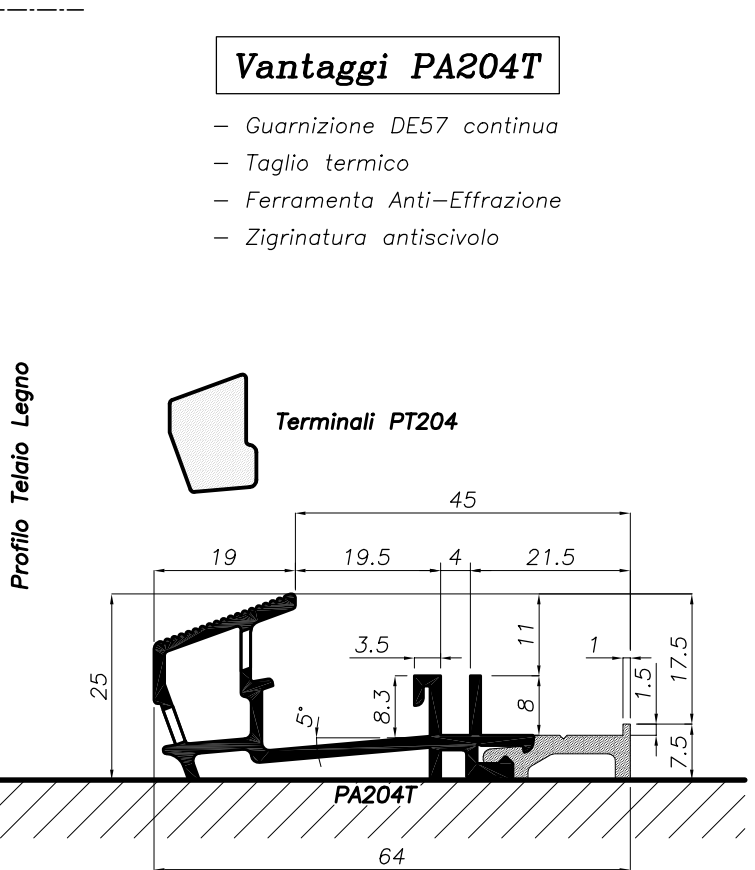 Vantaggi PA204T
– Guarnizione DE57 continua
– Taglio termico
– Ferramenta Anti–Effrazione
– Zigrinatura antiscivolo
Profilo Telaio Legno
Terminali PT204
45
19
19.5
4
21.5
25
3.5
8.3
5°
11
8
1
1.5
17.5
7.5
PA204T
64